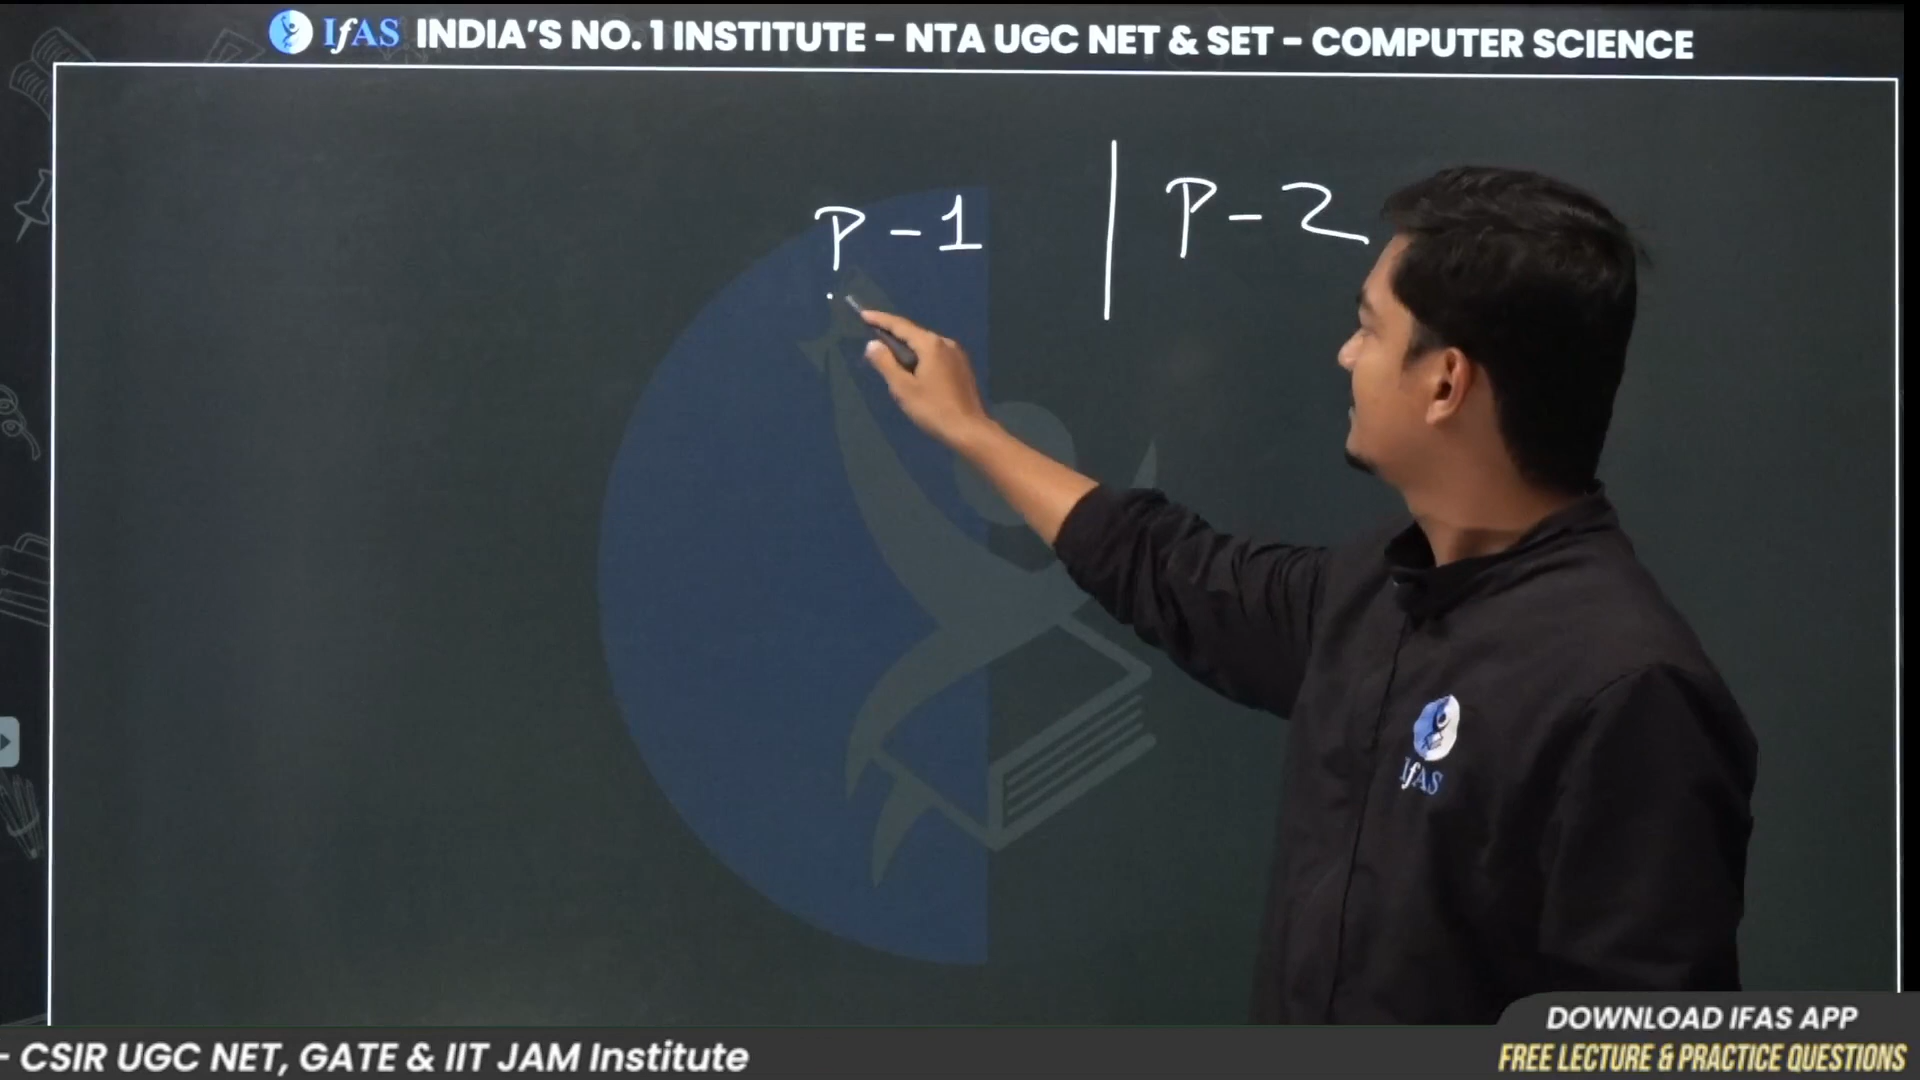 IfAS INDIA'S NO. 1 INSTITUTE – NTA UGC NET & SET – COMPUTER SCIENCE
P - 1 | P - 2
IfAS
DOWNLOAD IFAS APP
- CSIR UGC NET, GATE & IIT JAM Institute
FREE LECTURE & PRACTICE QUESTIONS